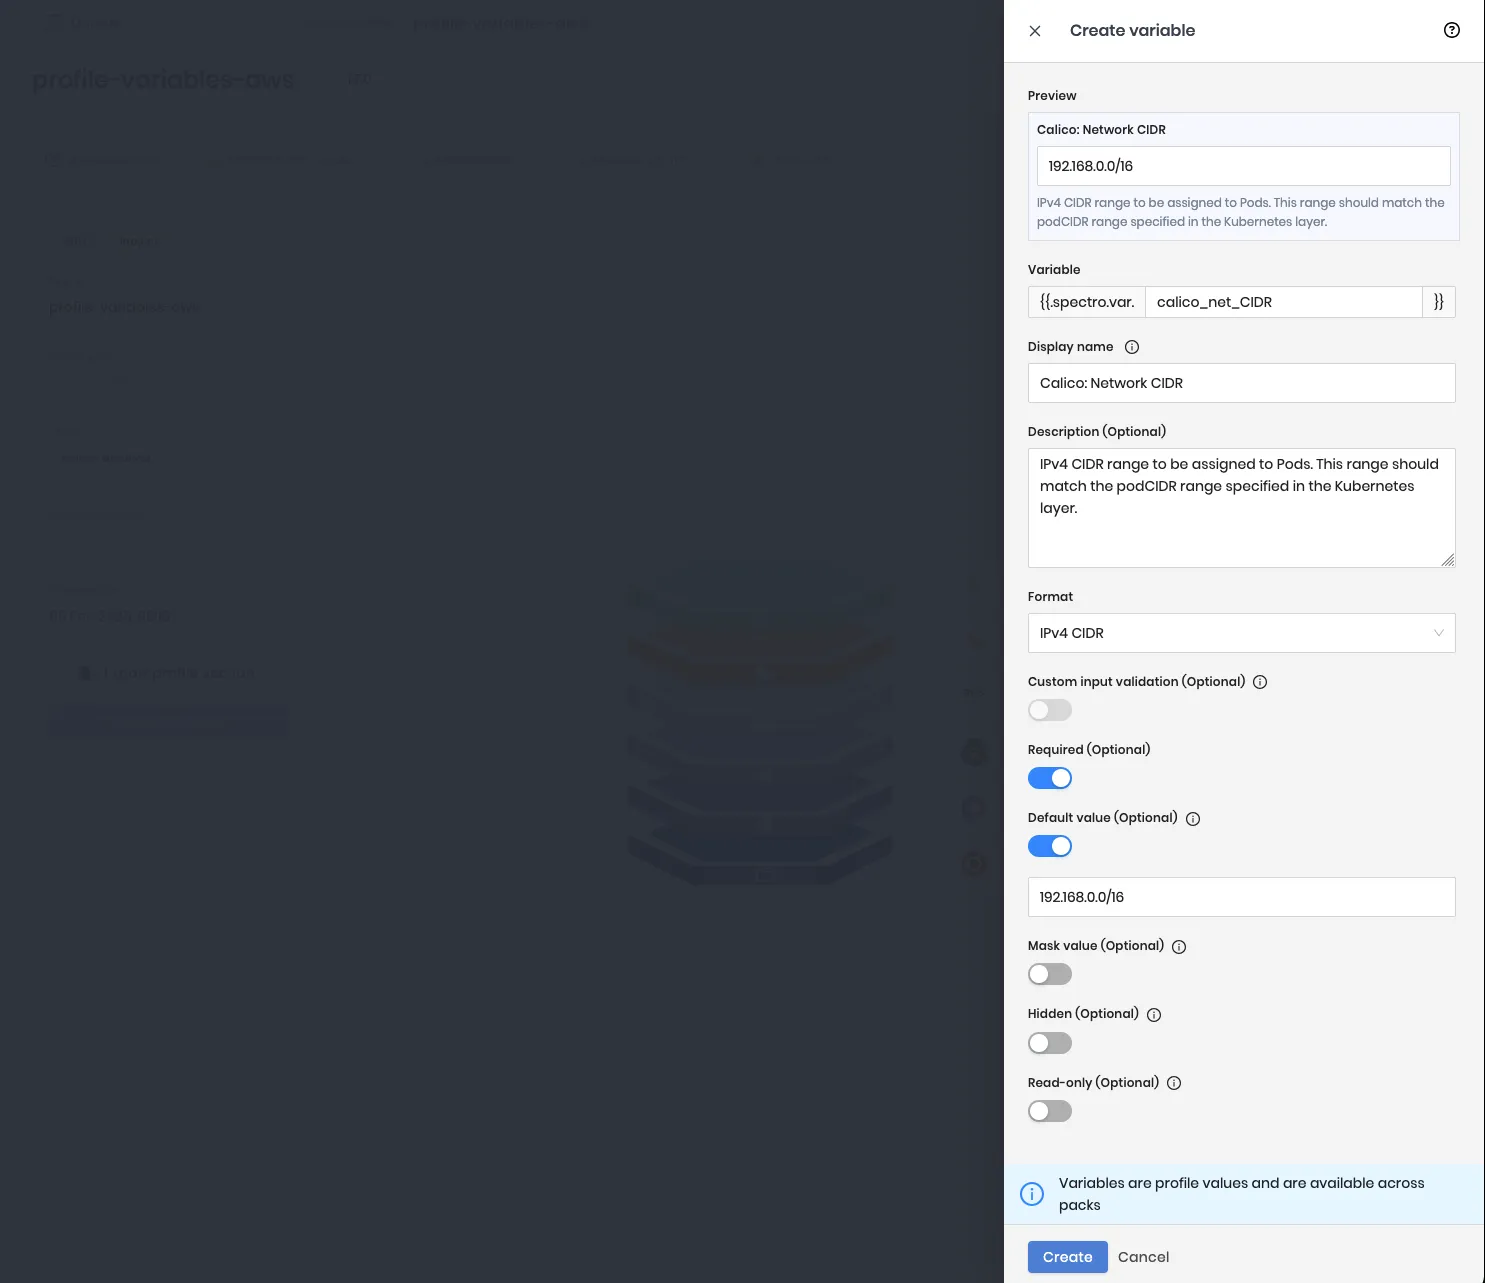 profile-variables-aws
Create variable
Preview
Calico: Network CIDR
192.168.0.0/16
IPv4 CIDR range to be assigned to Pods. This range should match the
podCIDR range specified in the Kubernetes layer.
Variable
{{.spectro.var. calico_net_CIDR }}
Display name
Calico: Network CIDR
Description (Optional)
IPv4 CIDR range to be assigned to Pods. This range should
match the podCIDR range specified in the Kubernetes
layer.
Format
IPv4 CIDR
Custom input validation (Optional)
Required (Optional)
Default value (Optional)
192.168.0.0/16
Mask value (Optional)
Hidden (Optional)
Read-only (Optional)
Variables are profile values and are available across
packs
Create Cancel